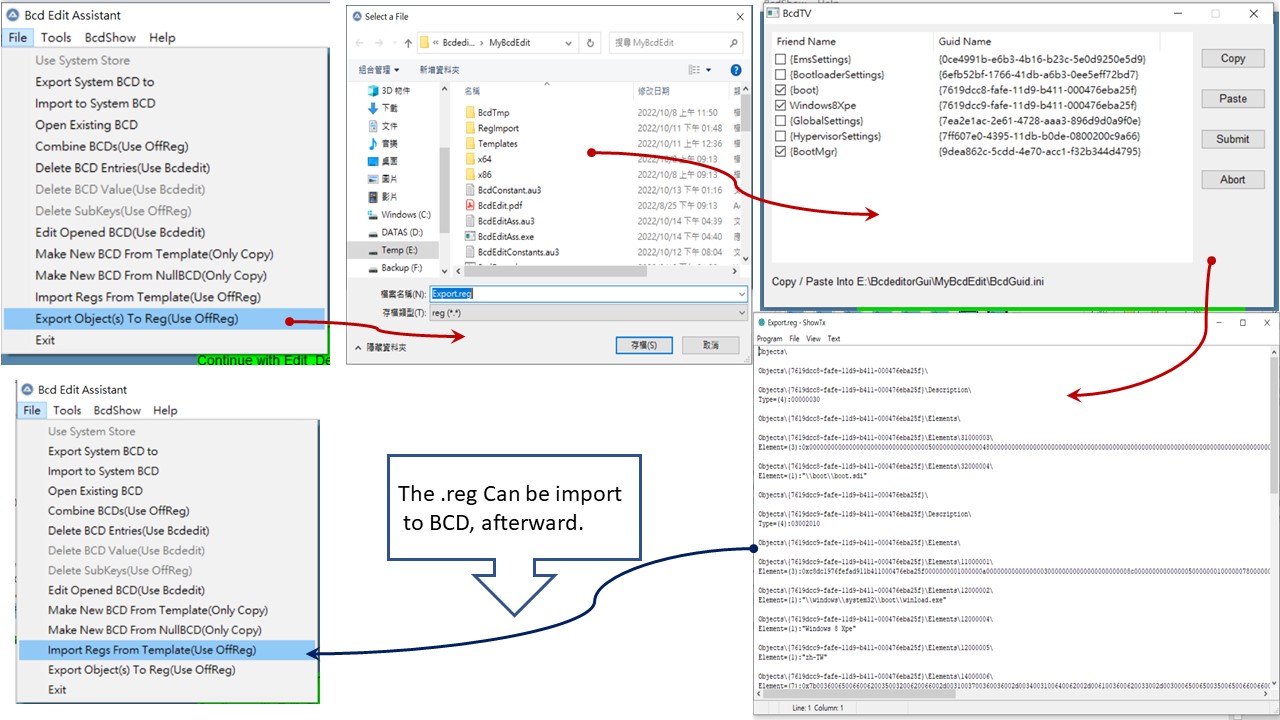 Bcd Edit Assistant
File Tools BcdShow Help
Use System Store
Export System BCD to
Import to System BCD
Open Existing BCD
Combine BCDs(Use OffReg)
Delete BCD Entries(Use Bcdedit)
Delete BCD Value(Use Bcdedit)
Delete SubKeys(Use OffReg)
Edit Opened BCD(Use Bcdedit)
Make New BCD From Template(Only Copy)
Make New BCD From NullBCD(Only Copy)
Import Regs From Template(Use OffReg)
Export Object(s) To Reg(Use OffReg)
Exit
Continue with Edit
Select a File
« Bcdedi... › MyBcdEdit
搜尋 MyBcdEdit
組合管理 新增資料夾
3D 物件
下載
文件
音樂
桌面
圖片
影片
Windows (C:)
DATAS (D:)
Temp (E:)
Backup (F:)
名稱 修改日期
BcdTmp 2022/10/8 上午 11:50
RegImport 2022/10/11 下午 01:48
Templates 2022/10/11 上午 12:36
x64 上午 09:13
x86 2022/10/8 上午 09:13
BcdConstant.au3 2022/10/13 下午 01:16
BcdEdit.pdf 2022/8/25 下午 09:13
BcdEditAss.au3 2022/10/14 下午 04:39
BcdEditAss.exe 2022/10/14 下午 04:40
BcdEditConstants.au3 2022/10/12 下午 08:04
檔案名稱(N): Export.reg
存檔類型(T): reg (*.*)
隱藏資料夾
存檔(S) 取消
BcdTV
Friend Name Guid Name
{EmsSettings} {0ce4991b-e6b3-4b16-b23c-5e0d9250e5d9}
{BootloaderSettings} {6efb52bf-1766-41db-a6b3-0ee5eff72bd7}
{boot} {7619dcc8-fafe-11d9-b411-000476eba25f}
Windows8Xpe {7619dcc9-fafe-11d9-b411-000476eba25f}
{GlobalSettings} {7ea2e1ac-2e61-4728-aaa3-896d9d0a9f0e}
{HypervisorSettings} {7ff607e0-4395-11db-b0de-0800200c9a66}
{BootMgr} {9dea862c-5cdd-4e70-acc1-f32b344d4795}
Copy
Paste
Submit
Abort
Copy / Paste Into E:\BcdeditorGui\MyBcdEdit\BcdGuid.ini
Export.reg - ShowTx
Program File View Text
Objects\
Objects\{7619dcc8-fafe-11d9-b411-000476eba25f}\
Objects\{7619dcc8-fafe-11d9-b411-000476eba25f}\Description\
Type=(4):00000030
Objects\{7619dcc8-fafe-11d9-b411-000476eba25f}\Elements\
Objects\{7619dcc8-fafe-11d9-b411-000476eba25f}\Elements\31000003\
Objects\{7619dcc8-fafe-11d9-b411-000476eba25f}\Elements\32000004\
Element=(1):"\\boot\\boot.sdi"
Objects\{7619dcc9-fafe-11d9-b411-000476eba25f}\
Objects\{7619dcc9-fafe-11d9-b411-000476eba25f}\Description\
Type=(4):03002010
Objects\{7619dcc9-fafe-11d9-b411-000476eba25f}\Elements\
Objects\{7619dcc9-fafe-11d9-b411-000476eba25f}\Elements\11000001\
Objects\{7619dcc9-fafe-11d9-b411-000476eba25f}\Elements\12000002\
Element=(1):"\\windows\\system32\\boot\\winload.exe"
Objects\{7619dcc9-fafe-11d9-b411-000476eba25f}\Elements\12000004\
Element=(1):"Windows 8 Xpe"
Objects\{7619dcc9-fafe-11d9-b411-000476eba25f}\Elements\12000005\
Element=(1):"zh-TW"
Objects\{7619dcc9-fafe-11d9-b411-000476eba25f}\Elements\14000006\
Line: 1 Column: 1
Bcd Edit Assistant
File Tools BcdShow Help
Use System Store
Export System BCD to
Import to System BCD
Open Existing BCD
Combine BCDs(Use OffReg)
Delete BCD Entries(Use Bcdedit)
Delete BCD Value(Use Bcdedit)
Delete SubKeys(Use OffReg)
Edit Opened BCD(Use Bcdedit)
Make New BCD From Template(Only Copy)
Make New BCD From NullBCD(Only Copy)
Import Regs From Template(Use OffReg)
Export Object(s) To Reg(Use OffReg)
Exit
The .reg Can be import
to BCD, afterward.